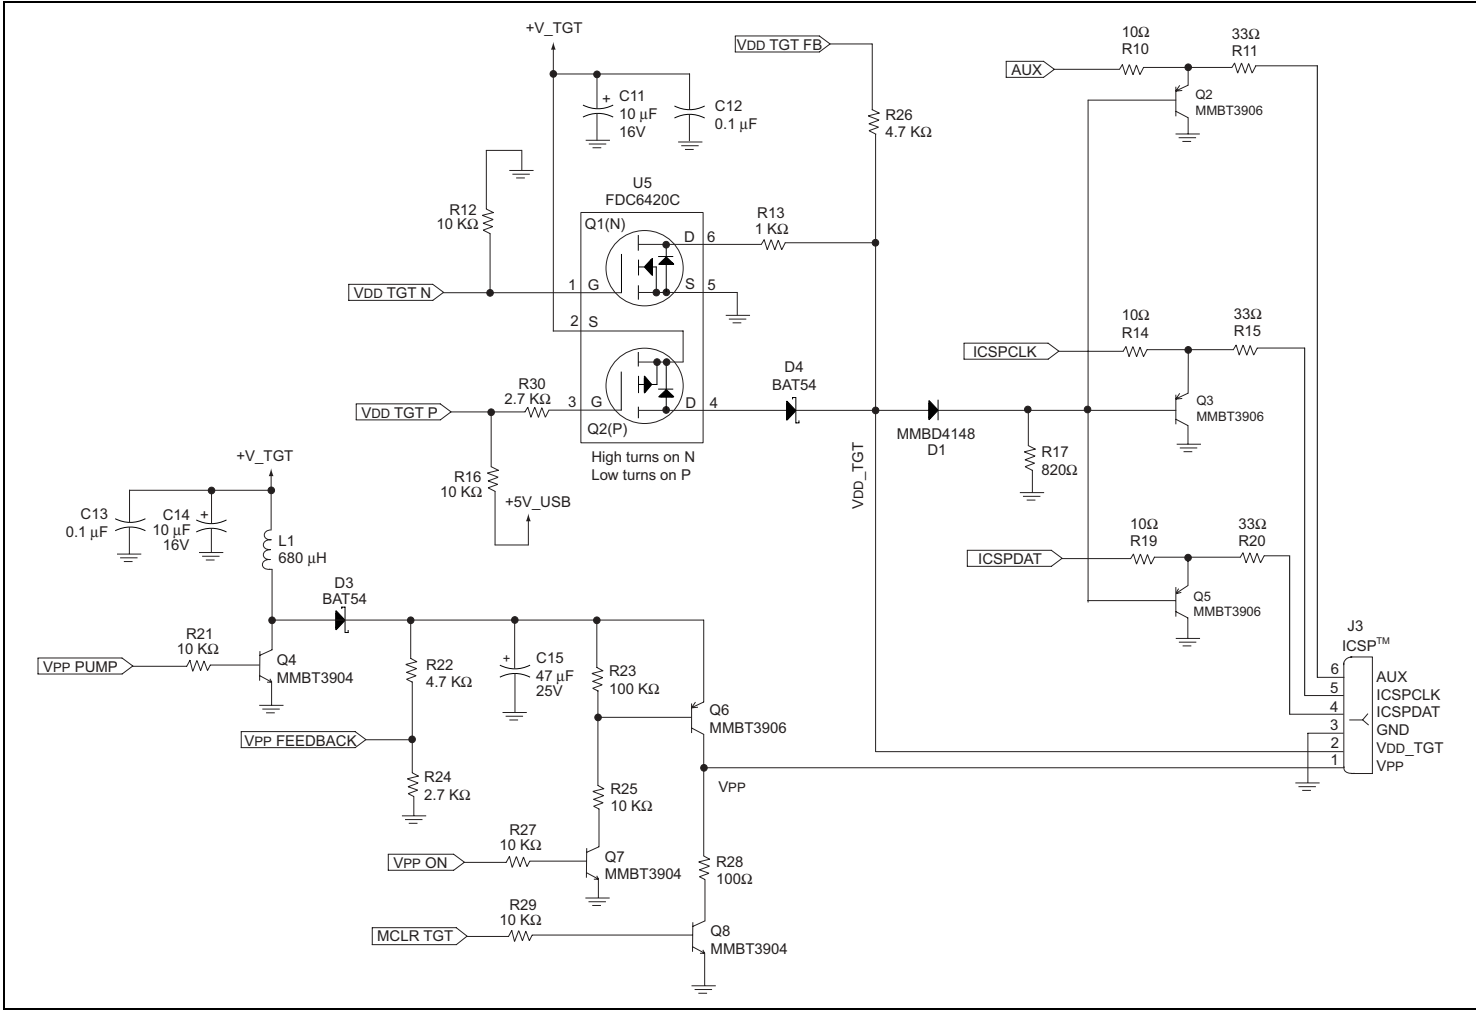 +V_TGT
VDD TGT FB
C11
10 µF
16V
+
C12
0.1 µF
R26
4.7 KΩ
10Ω
R10
33Ω
R11
AUX
Q2
MMBT3906
U5
FDC6420C
R12
10 KΩ
Q1(N)
D 6
R13
1 KΩ
VDD TGT N
1 G
S 5
2 S
10Ω
R14
33Ω
R15
ICSPCLK
D4
BAT54
R30
2.7 KΩ
VDD TGT P
3 G
D 4
Q2(P)
Q3
MMBT3906
MMBD4148
D1
High turns on N
Low turns on P
R17
820Ω
VDD_TGT
+V_TGT
R16
10 KΩ
+5V_USB
C13
0.1 µF
C14
10 µF
16V
+
L1
680 µH
10Ω
R19
33Ω
R20
ICSPDAT
Q5
MMBT3906
D3
BAT54
R21
10 KΩ
VPP PUMP
Q4
MMBT3904
R22
4.7 KΩ
+
C15
47 µF
25V
R23
100 KΩ
J3
ICSP™
6 AUX
5 ICSPCLK
4 ICSPDAT
3 GND
2 VDD_TGT
1 VPP
Q6
MMBT3906
VPP FEEDBACK
R24
2.7 KΩ
R25
10 KΩ
VPP
R27
10 KΩ
VPP ON
Q7
MMBT3904
R28
100Ω
R29
10 KΩ
MCLR TGT
Q8
MMBT3904